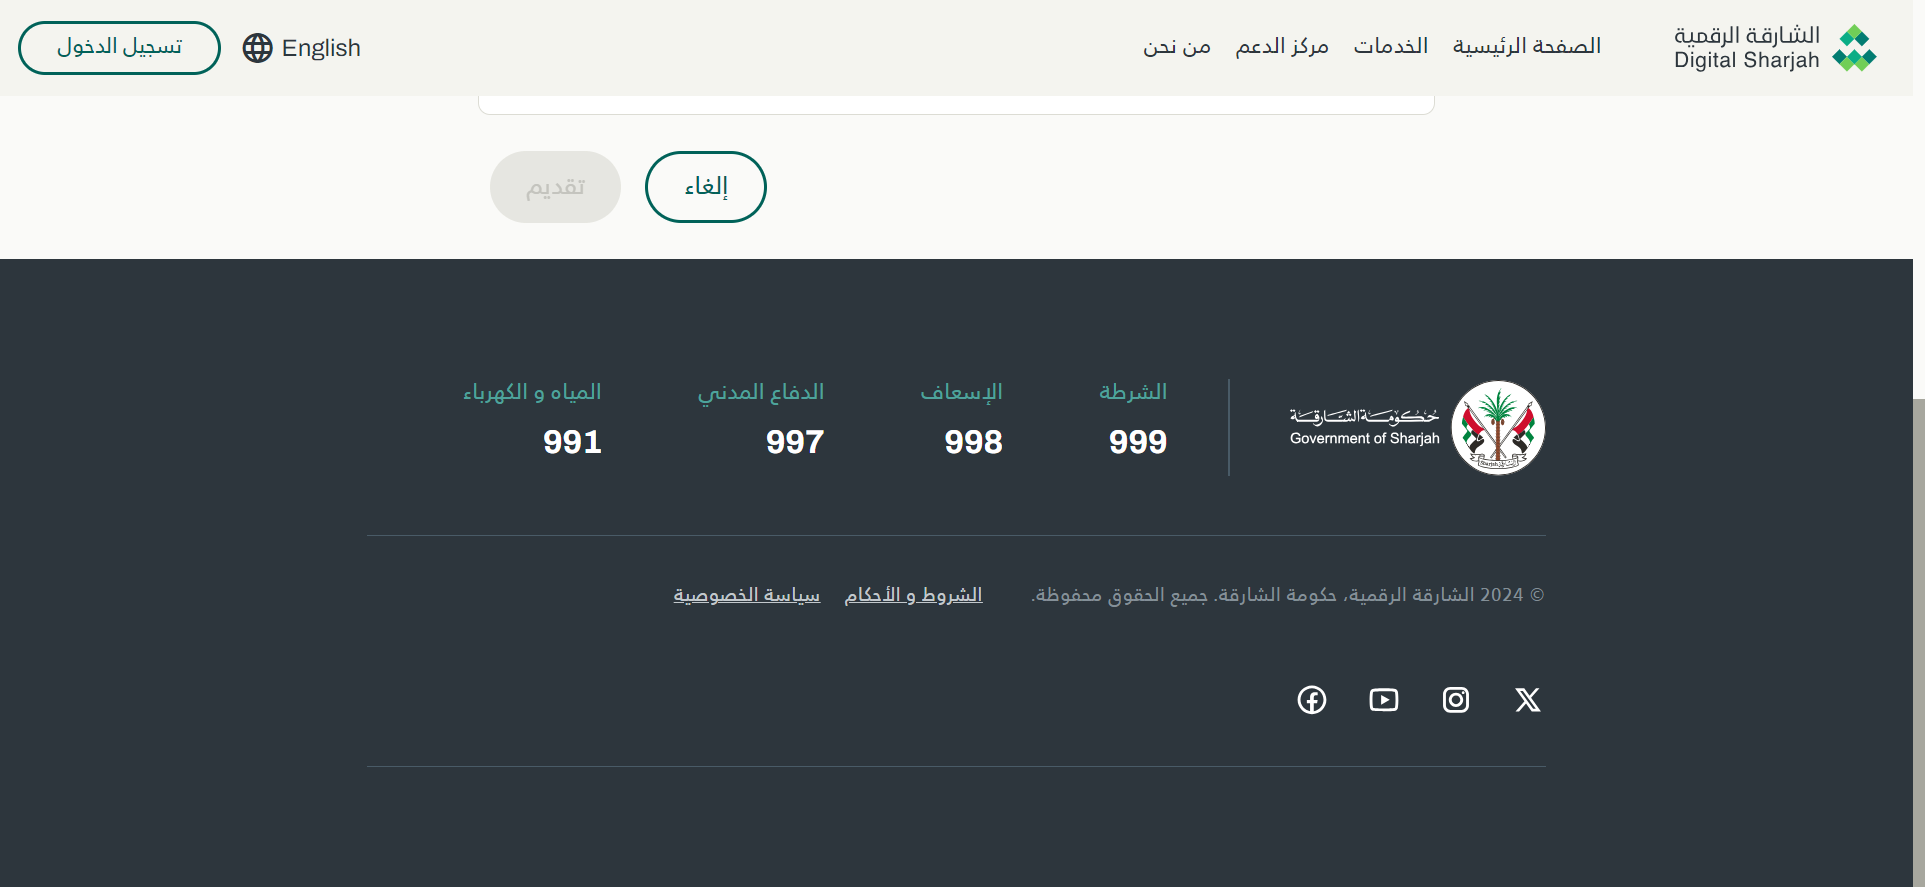 الشارقة الرقمية
Digital Sharjah
الصفحة الرئيسية
الخدمات
مركز الدعم
من نحن
English
تسجيل الدخول
إلغاء
تقديم
حكومة الشارقة
Government of Sharjah
الشرطة
999
الإسعاف
998
الدفاع المدني
997
المياه و الكهرباء
991
© 2024 الشارقة الرقمية، حكومة الشارقة. جميع الحقوق محفوظة.
الشروط و الأحكام
سياسة الخصوصية